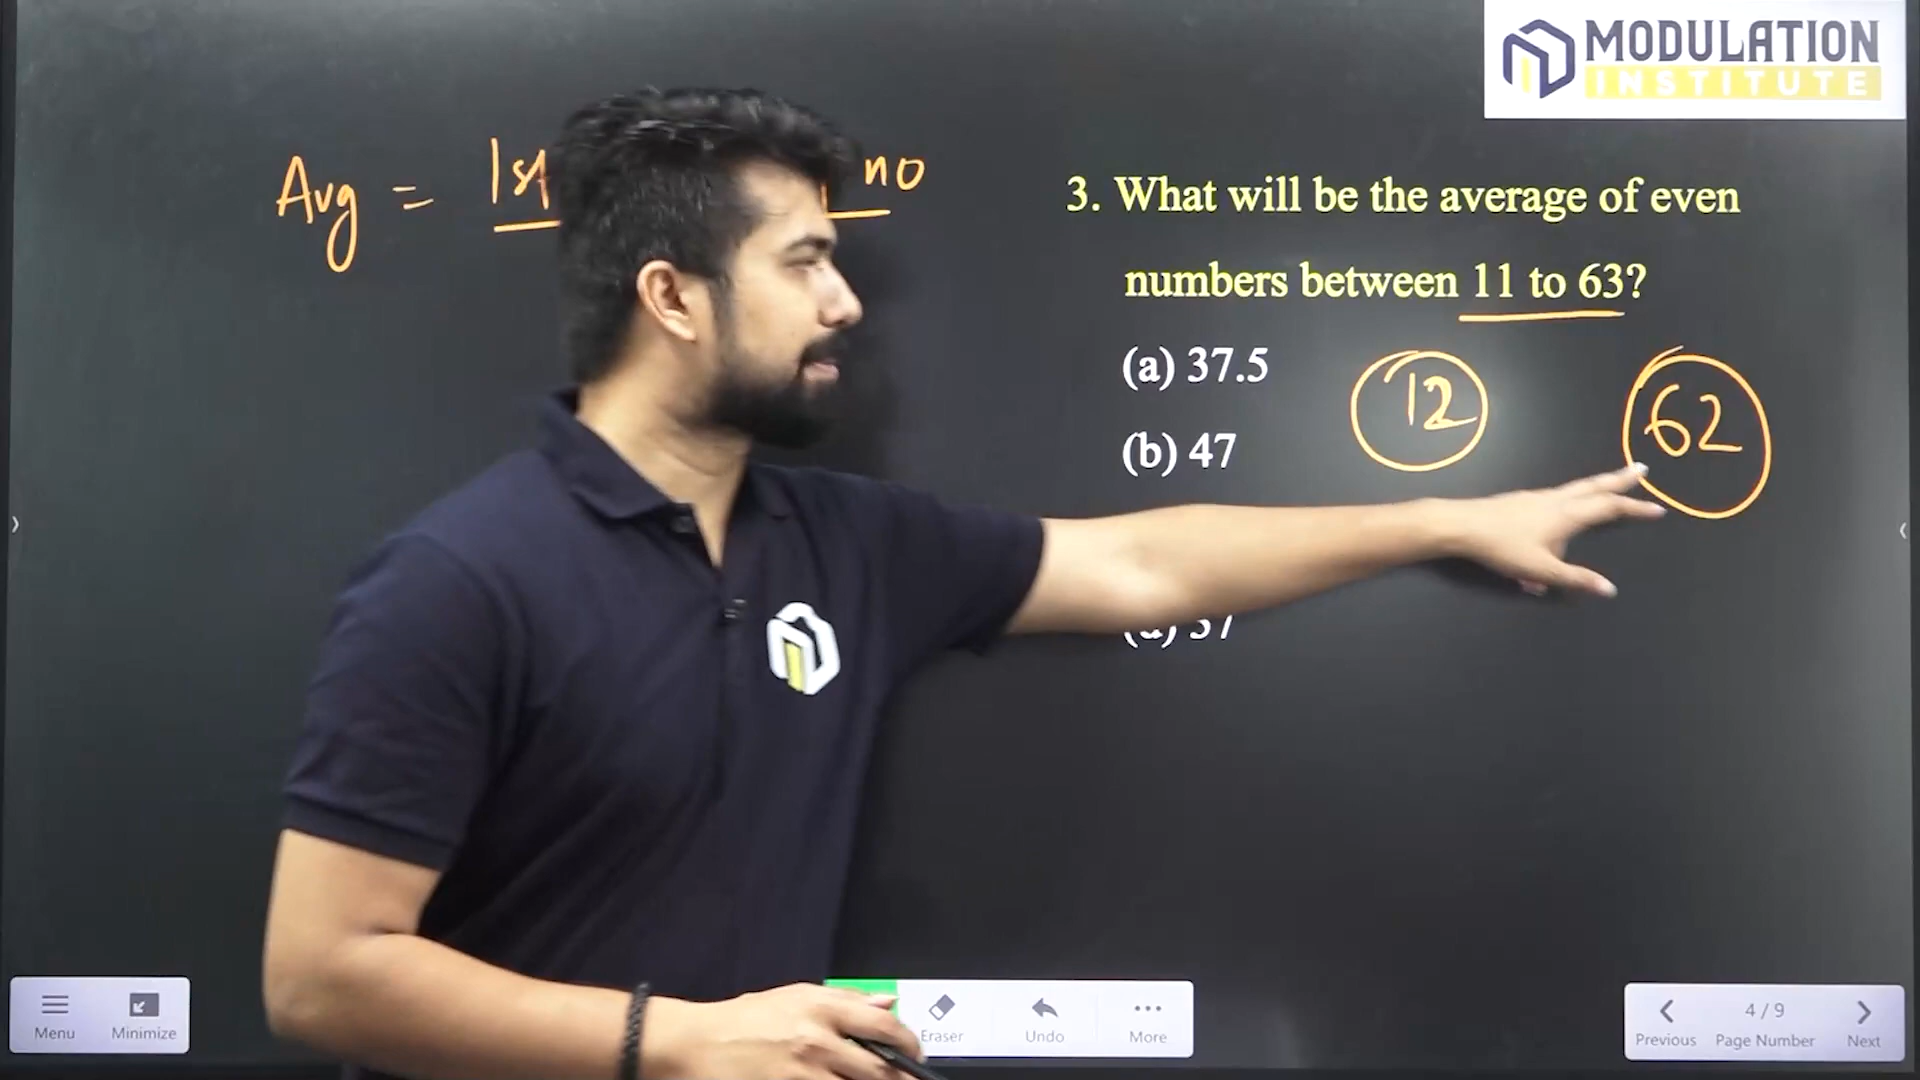 MODULATION
INSTITUTE
Avg = 1st no
3. What will be the average of even
numbers between 11 to 63?
(a) 37.5
12
62
(b) 47
(d) 37
Menu
Minimize
Eraser
Undo
More
Previous
4 / 9
Page Number
Next